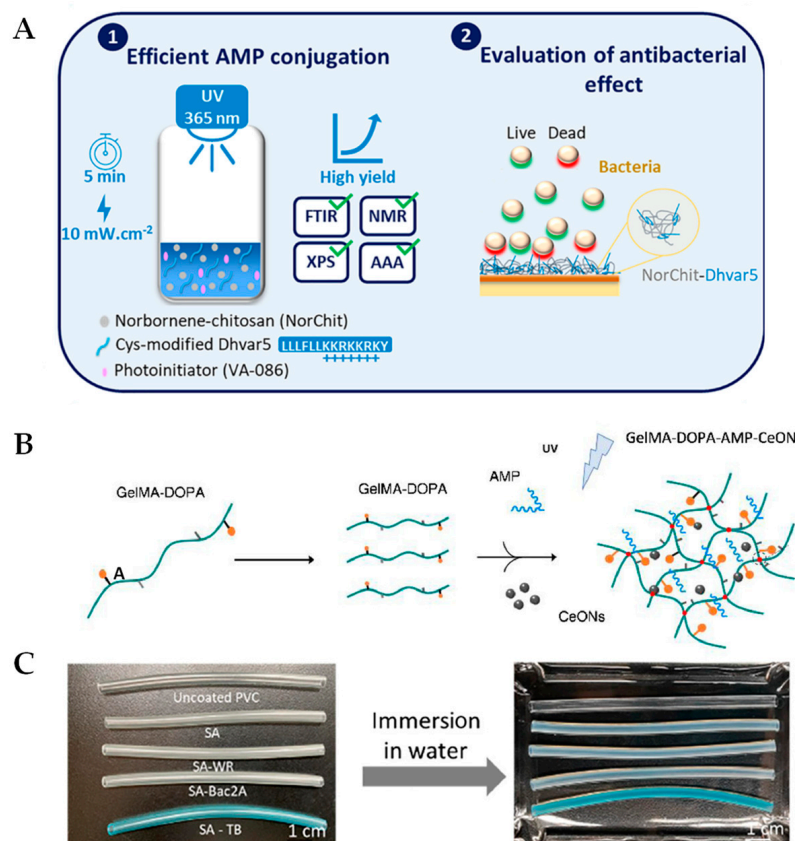 A
1
Efficient AMP conjugation
UV
365 nm
5 min
10 mW.cm-2
High yield
FTIR
NMR
XPS
AAA
Norbornene-chitosan (NorChit)
Cys-modified Dhvar5 LLLFLLKKRKKRKY
+++++++
Photoinitiator (VA-086)
2
Evaluation of antibacterial
effect
Live Dead
Bacteria
NorChit-Dhvar5
B
GelMA-DOPA
A
GelMA-DOPA
AMP
UV
CeONs
GelMA-DOPA-AMP-CeON
C
Uncoated PVC
SA
SA-WR
SA-Bac2A
SA - TB
1 cm
Immersion
in water
1 cm